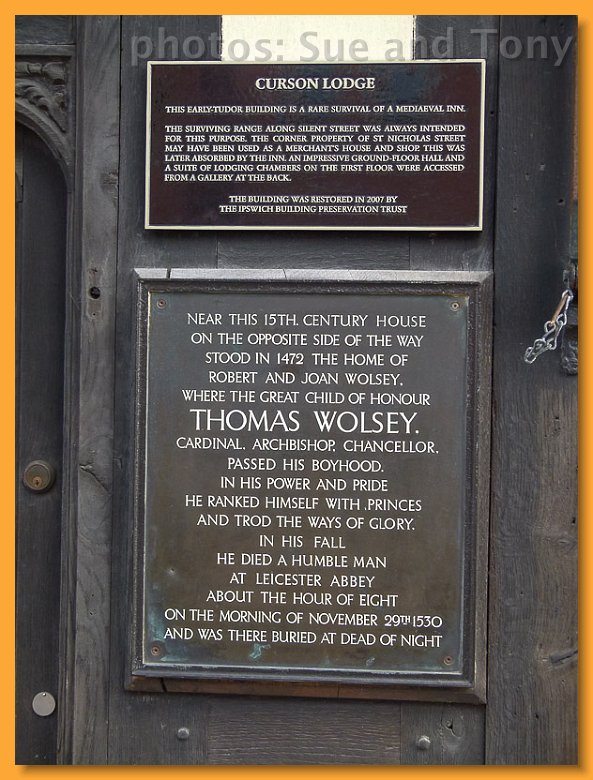 photos: Sue and Tony
CURSON LODGE
THIS EARLY-TUDOR BUILDING IS A RARE SURVIVAL OF A MEDIAEVAL INN.
THE SURVIVING RANGE ALONG SILENT STREET WAS ALWAYS INTENDED
FOR THIS PURPOSE. THE CORNER PROPERTY OF ST NICHOLAS STREET
MAY HAVE BEEN USED AS A MERCHANT'S HOUSE AND SHOP. THIS WAS
LATER ABSORBED BY THE INN. AN IMPRESSIVE GROUND-FLOOR HALL AND
A SUITE OF LODGING CHAMBERS ON THE FIRST FLOOR WERE ACCESSED
FROM A GALLERY AT THE BACK.
THE BUILDING WAS RESTORED IN 2007 BY
THE IPSWICH BUILDING PRESERVATION TRUST
NEAR THIS 15TH. CENTURY HOUSE
ON THE OPPOSITE SIDE OF THE WAY
STOOD IN 1472 THE HOME OF
ROBERT AND JOAN WOLSEY,
WHERE THE GREAT CHILD OF HONOUR
THOMAS WOLSEY.
CARDINAL, ARCHBISHOP, CHANCELLOR,
PASSED HIS BOYHOOD.
IN HIS POWER AND PRIDE
HE RANKED HIMSELF WITH PRINCES
AND TROD THE WAYS OF GLORY.
IN HIS FALL
HE DIED A HUMBLE MAN
AT LEICESTER ABBEY
ABOUT THE HOUR OF EIGHT
ON THE MORNING OF NOVEMBER 29TH 1530
AND WAS THERE BURIED AT DEAD OF NIGHT